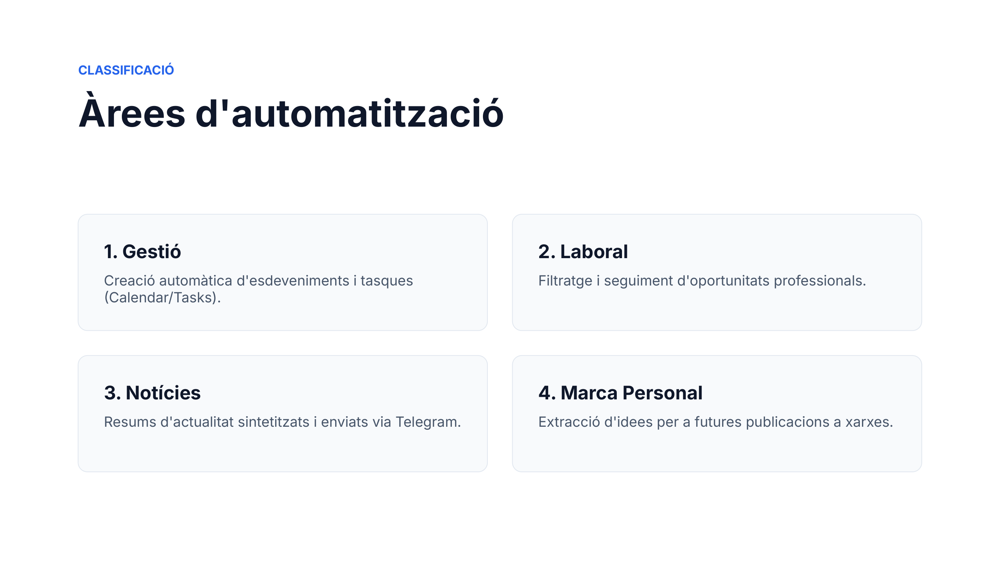 CLASSIFICACIÓ
Àrees d'automatització
1. Gestió
Creació automàtica d'esdeveniments i tasques
(Calendar/Tasks).
2. Laboral
Filtratge i seguiment d'oportunitats professionals.
3. Notícies
Resums d'actualitat sintetitzats i enviats via Telegram.
4. Marca Personal
Extracció d'idees per a futures publicacions a xarxes.